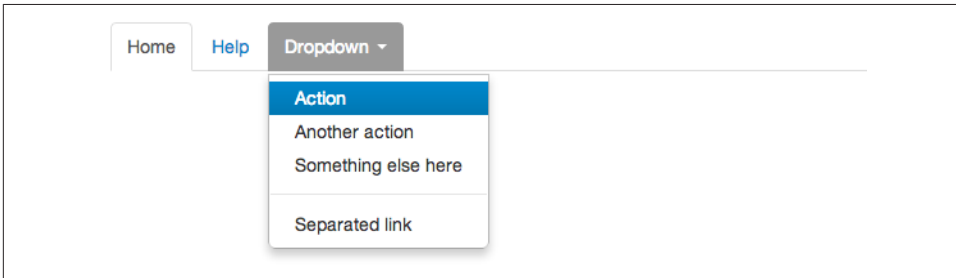 Home Help Dropdown
Action
Another action
Something else here
Separated link